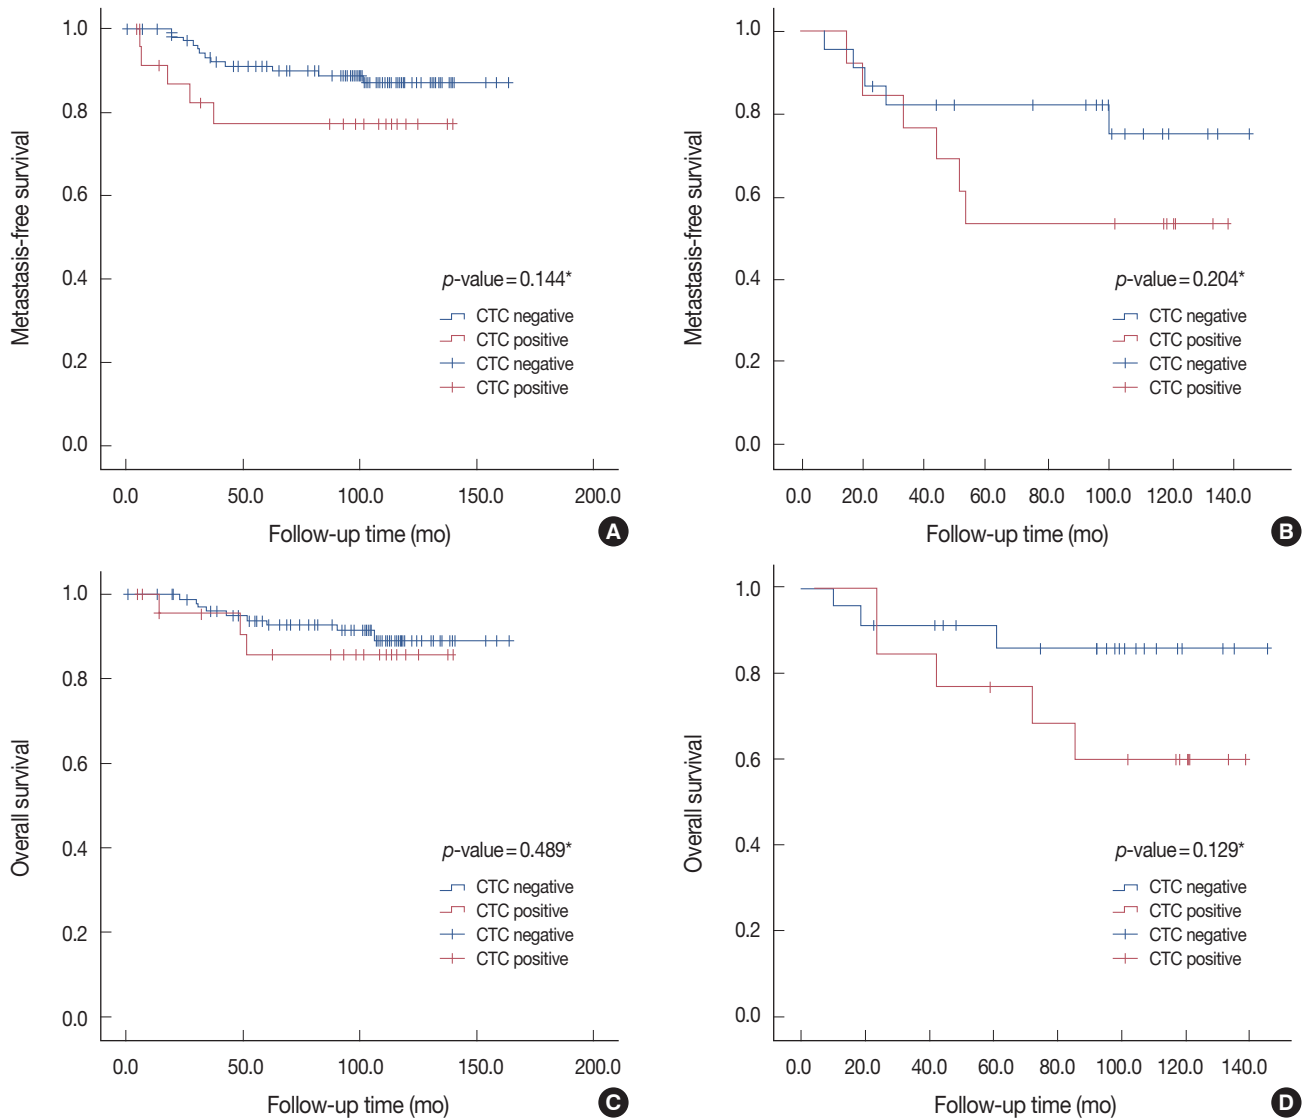 1.0
0.8
0.6
0.4
0.2
0.0
Metastasis-free survival
p-value = 0.144*
CTC negative
CTC positive
CTC negative
CTC positive
0.0 50.0 100.0 150.0 200.0
Follow-up time (mo)
A
1.0
0.8
0.6
0.4
0.2
0.0
Metastasis-free survival
p-value = 0.204*
CTC negative
CTC positive
CTC negative
CTC positive
0.0 20.0 40.0 60.0 80.0 100.0 120.0 140.0
Follow-up time (mo)
B
1.0
0.8
0.6
0.4
0.2
0.0
Overall survival
p-value = 0.489*
CTC negative
CTC positive
CTC negative
CTC positive
0.0 50.0 100.0 150.0 200.0
Follow-up time (mo)
C
1.0
0.8
0.6
0.4
0.2
0.0
Overall survival
p-value = 0.129*
CTC negative
CTC positive
CTC negative
CTC positive
0.0 20.0 40.0 60.0 80.0 100.0 120.0 140.0
Follow-up time (mo)
D